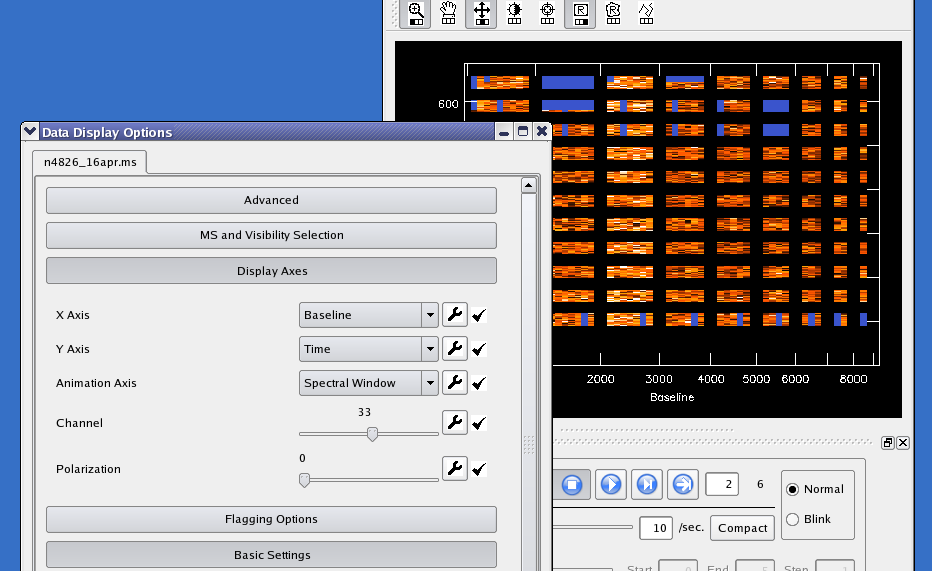 R
600
Data Display Options
n4826_16apr.ms
Advanced
MS and Visibility Selection
Display Axes
X Axis Baseline
Y Axis Time
Animation Axis Spectral Window
33
Channel
0
Polarization
Flagging Options
Basic Settings
2000 3000 4000 5000 6000 8000
Baseline
2 6 Normal
Blink
10 /sec. Compact
Start End Step